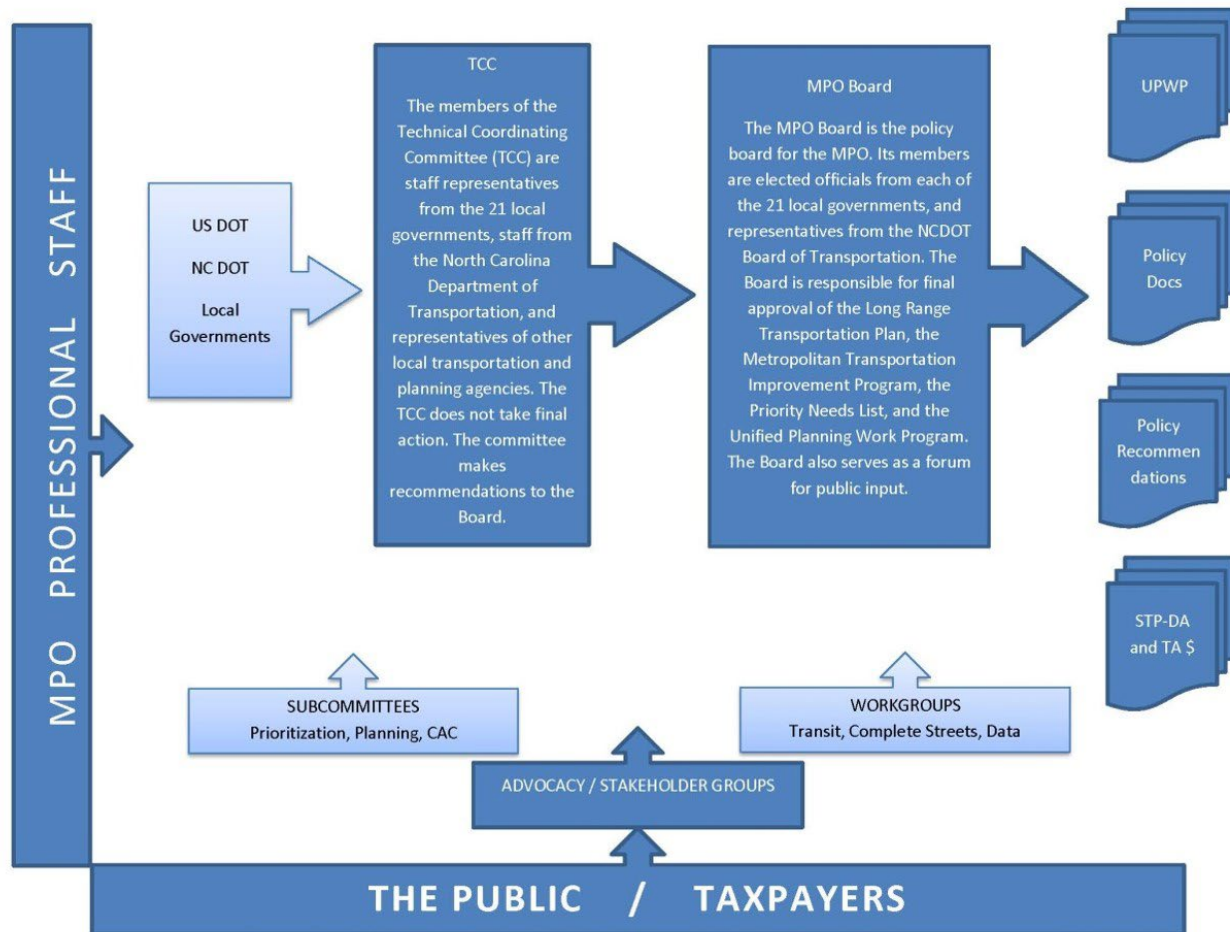 MPO PROFESSIONAL STAFF
US DOT
NC DOT
Local
Governments
TCC
The members of the
Technical Coordinating
Committee (TCC) are
staff representatives
from the 21 local
governments, staff from
the North Carolina
Department of
Transportation, and
representatives of other
local transportation and
planning agencies. The
TCC does not take final
action. The committee
makes
recommendations to the
Board.
MPO Board
The MPO Board is the policy
board for the MPO. Its members
are elected officials from each of
the 21 local governments, and
representatives from the NCDOT
Board of Transportation. The
Board is responsible for final
approval of the Long Range
Transportation Plan, the
Metropolitan Transportation
Improvement Program, the
Priority Needs List, and the
Unified Planning Work Program.
The Board also serves as a forum
for public input.
UPWP
Policy
Docs
Policy
Recommen
dations
STP-DA
and TA $
SUBCOMMITTEES
Prioritization, Planning, CAC
WORKGROUPS
Transit, Complete Streets, Data
ADVOCACY / STAKEHOLDER GROUPS
THE PUBLIC / TAXPAYERS